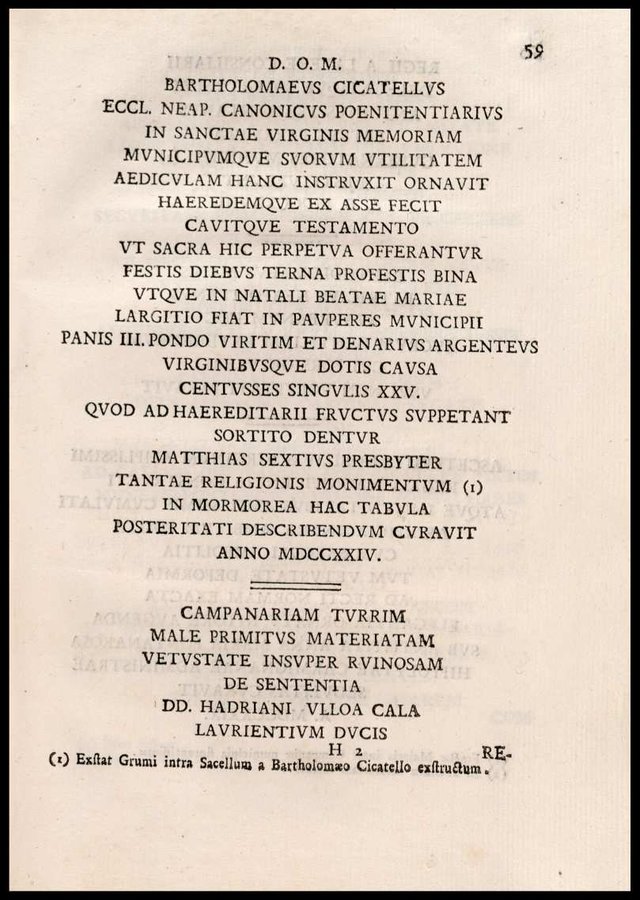 59
D. O. M.
BARTHOLOMAEVS CICATELLVS
ECCL. NEAP. CANONICVS POENITENTIARIVS
IN SANCTAE VIRGINIS MEMORIAM
MVNICIPVMQVE SVORVM VTILITATEM
AEDICVLAM HANC INSTRVXIT ORNAVIT
HAEREDEMQVE EX ASSE FECIT
CAVITQVE TESTAMENTO
VT SACRA HIC PERPETVA OFFERANTVR
FESTIS DIEBVS TERNA PROFESTIS BINA
VTQVE IN NATALI BEATAE MARIAE
LARGITIO FIAT IN PAVPERES MVNICIPII
PANIS III. PONDO VIRITIM ET DENARIVS ARGENTEVS
VIRGINIBVSQVE DOTIS CAVSA
CENTVSSES SINGVLIS XXV.
QVOD AD HAEREDITARII FRVCTVS SVPPETANT
SORTITO DENTVR
MATTHIAS SEXTIVS PRESBYTER
TANTAE RELIGIONIS MONIMENTVM (1)
IN MORMOREA HAC TABVLA
POSTERITATI DESCRIBENDVM CVRAVIT
ANNO MDCCXXIV.
CAMPANARIAM TVRRIM
MALE PRIMITVS MATERIATAM
VETVSTATE INSVPER RVINOSAM
DE SENTENTIA
DD. HADRIANI VLLOA CALA
LAVRIENTIVM DVCIS
H 2 RE-
(1) Exſtat Grumi intra Sacellum a Bartholomæo Cicatello exſtructum.